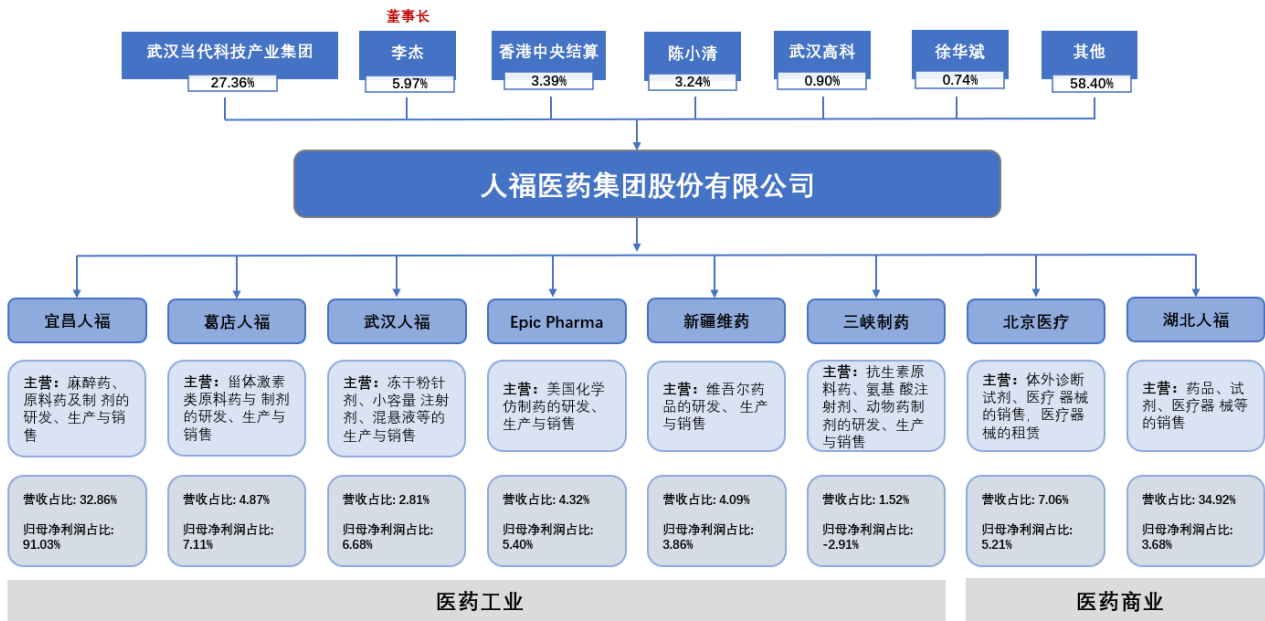 董事长
武汉当代科技产业集团
27.36%
李杰
5.97%
香港中央结算
3.39%
陈小清
3.24%
武汉高科
0.90%
徐华斌
0.74%
其他
58.40%
人福医药集团股份有限公司
宜昌人福
主营：麻醉药、
原料药及制 剂的
研发、生产与销
售
营收占比: 32.86%
归母净利润占比:
91.03%
葛店人福
主营：甾体激素
类原料药与 制剂
的研发、生产与
销售
营收占比: 4.87%
归母净利润占比:
7.11%
武汉人福
主营：冻干粉针
剂、小容量 注射
剂、混悬液等的
生产与销售
营收占比: 2.81%
归母净利润占比:
6.68%
Epic Pharma
主营：美国化学
仿制药的研发、
生产与销售
营收占比: 4.32%
归母净利润占比:
5.40%
新疆维药
主营：维吾尔药
品的研发、 生产
与销售
营收占比: 4.09%
归母净利润占比:
3.86%
三峡制药
主营：抗生素原
料药、氨基 酸注
射剂、动物药制
剂的研发、生产
与销售
营收占比: 1.52%
归母净利润占比:
-2.91%
北京医疗
主营：体外诊断
试剂、医疗 器械
的销售，医疗器
械的租赁
营收占比: 7.06%
归母净利润占比:
5.21%
湖北人福
主营：药品、试
剂、医疗器 械等
的销售
营收占比: 34.92%
归母净利润占比:
3.68%
医药工业
医药商业